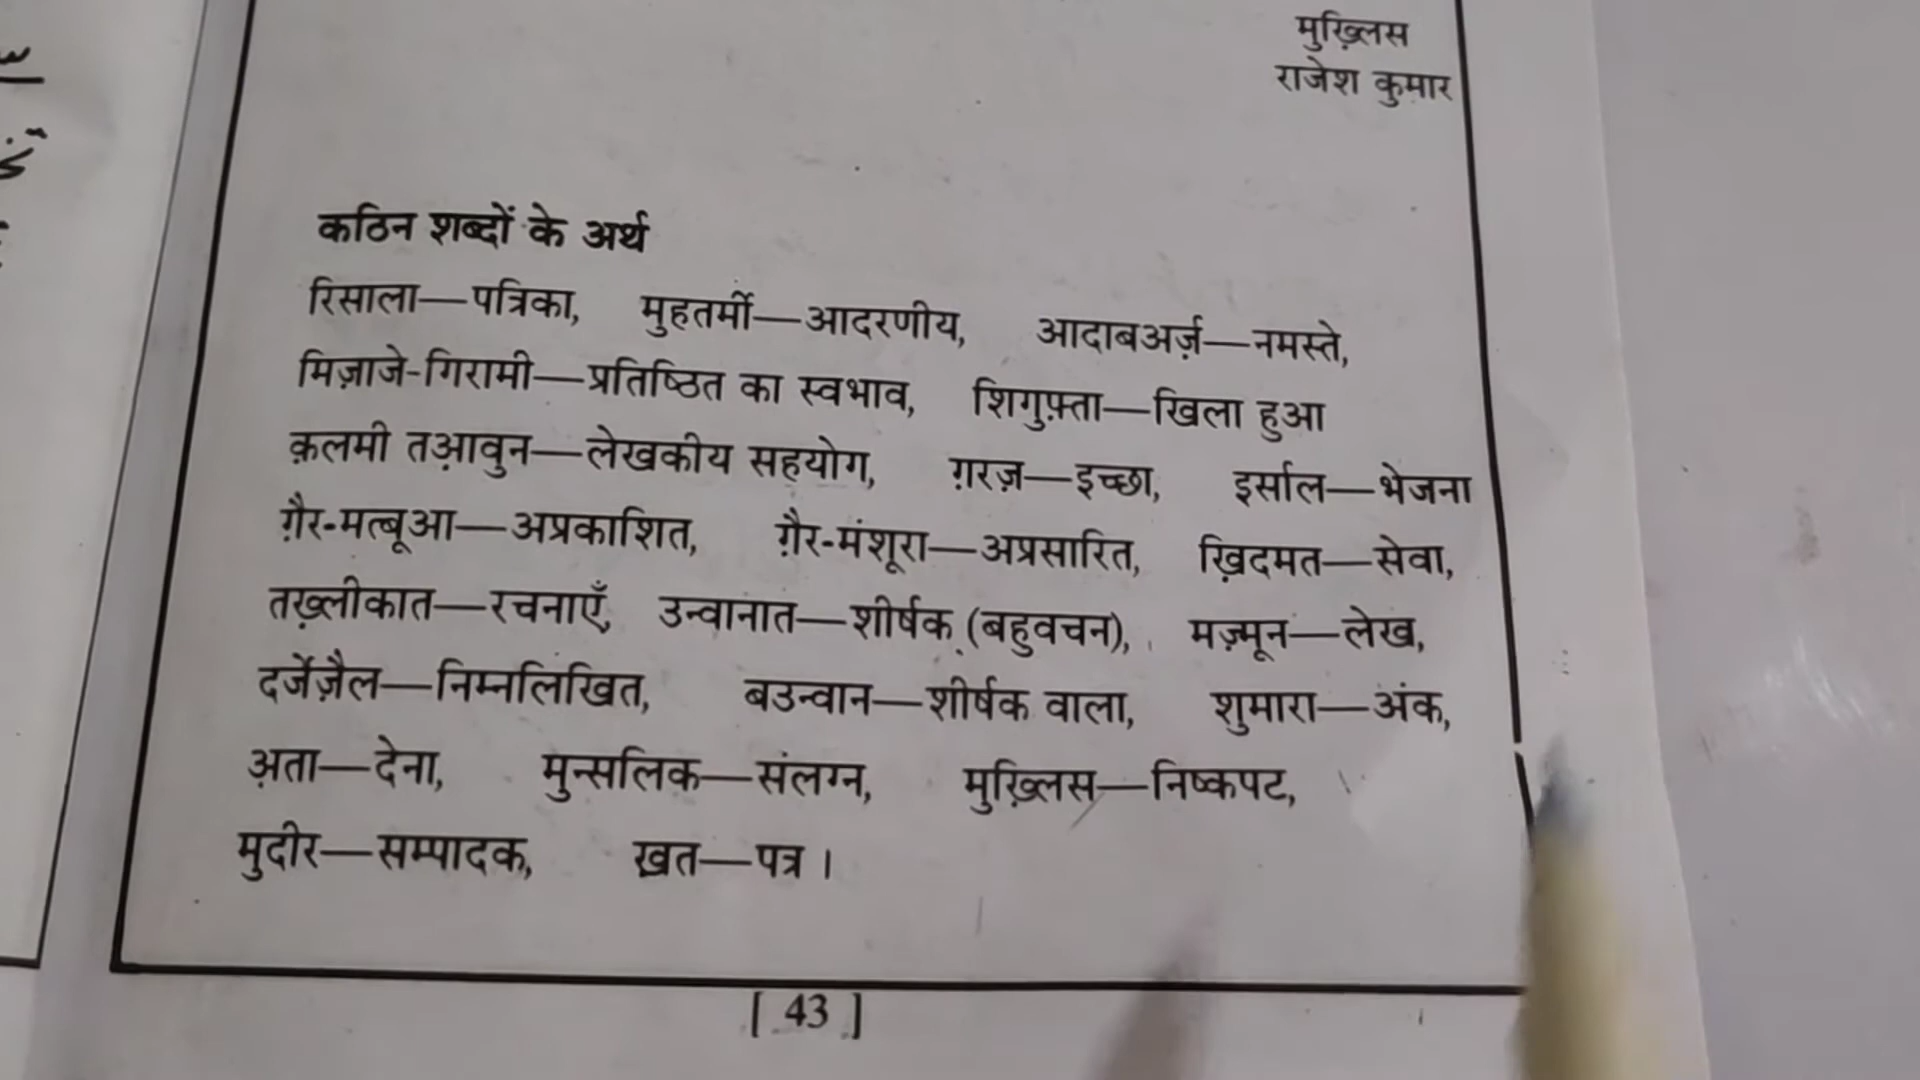 मुख़्लिस
राजेश कुमार
कठिन शब्दों के अर्थ
रिसाला—पत्रिका, मुहतर्मी—आदरणीय, आदाबअर्ज़—नमस्ते,
मिज़ाजे-गिरामी—प्रतिष्ठित का स्वभाव, शिगुफ़्ता—खिला हुआ
क़लमी तआ़वुन—लेखकीय सहयोग, ग़रज़—इच्छा, इर्साल—भेजना
ग़ैर-मत्बूआ—अप्रकाशित, ग़ैर-मंशूरा—अप्रसारित, ख़िदमत—सेवा,
तख़्लीकात—रचनाएँ, उन्वानात—शीर्षक (बहुवचन), मज़्मून—लेख,
दर्जेज़ैल—निम्नलिखित, बउन्वान—शीर्षक वाला, शुमारा—अंक,
अ़ता—देना, मुन्सलिक—संलग्न, मुख़्लिस—निष्कपट,
मुदीर—सम्पादक, ख़त—पत्र ।
[ 43 ]